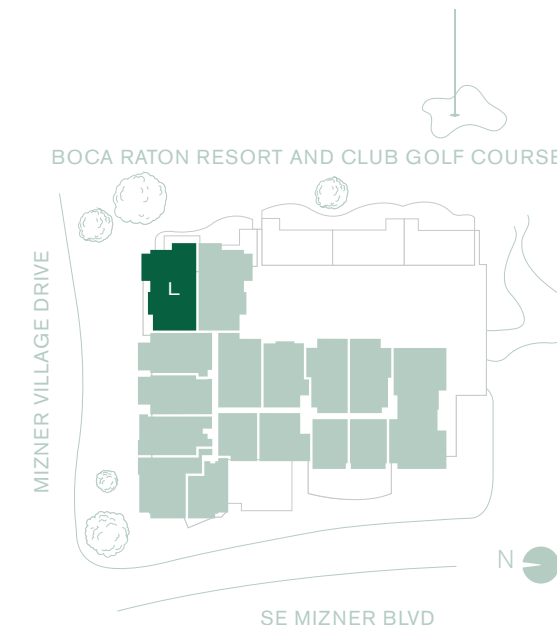 BOCA RATON RESORT AND CLUB GOLF COURSE
MIZNER VILLAGE DRIVE
L
N
SE MIZNER BLVD